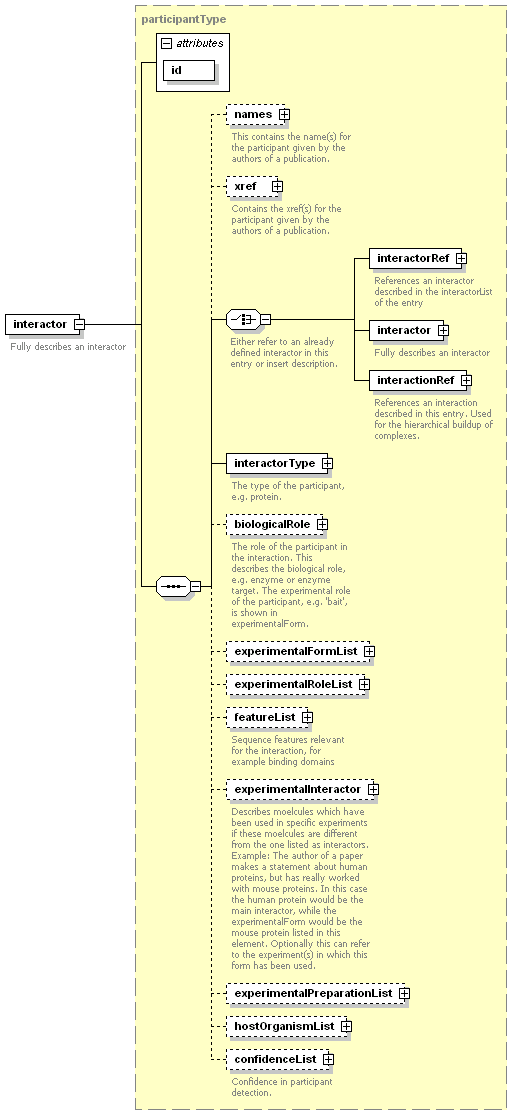 participantType
attributes
id
names
This contains the name(s) for
the participant given by the
authors of a publication.
xref
Contains the xref(s) for the
participant given by the
authors of a publication.
interactorRef
References an interactor
described in the interactorList
of the entry
interactor
Fully describes an interactor
interactor
Fully describes an interactor
Either refer to an already
defined interactor in this
entry or insert description.
interactionRef
References an interaction
described in this entry. Used
for the hierarchical buildup of
complexes.
interactorType
The type of the participant,
e.g. protein.
biologicalRole
The role of the participant in
the interaction. This
describes the biological role,
e.g. enzyme or enzyme
target. The experimental role
of the participant, e.g. 'bait',
is shown in
experimentalForm.
experimentalFormList
experimentalRoleList
featureList
Sequence features relevant
for the interaction, for
example binding domains
experimentalInteractor
Describes moelcules which have
been used in specific experiments
if these moelcules are different
from the one listed as interactors.
Example: The author of a paper
makes a statement about human
proteins, but has really worked
with mouse proteins. In this case
the human protein would be the
main interactor, while the
experimentalForm would be the
mouse protein listed in this
element. Optionally this can refer
to the experiment(s) in which this
form has been used.
experimentalPreparationList
hostOrganismList
confidenceList
Confidence in participant
detection.